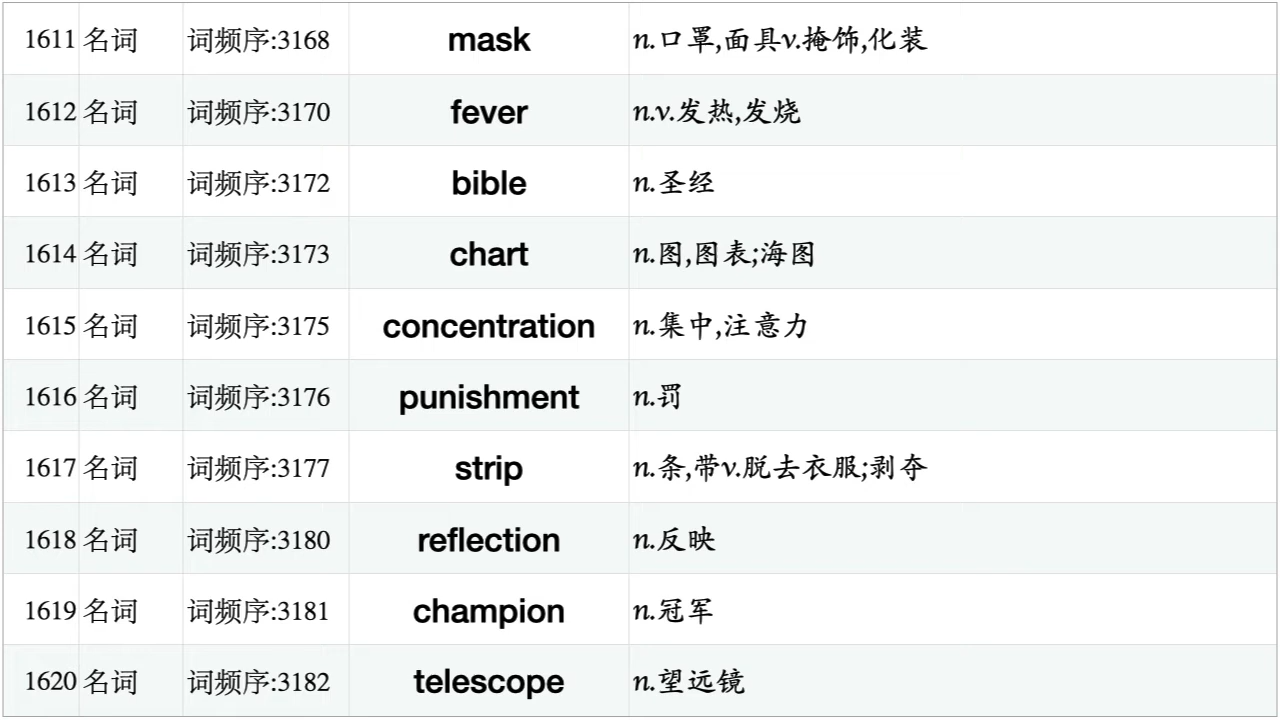 1611 名词 词频序:3168 mask n.口罩,面具v.掩饰,化装
1612 名词 词频序:3170 fever n.v.发热,发烧
1613 名词 词频序:3172 bible n.圣经
1614 名词 词频序:3173 chart n.图,图表;海图
1615 名词 词频序:3175 concentration n.集中,注意力
1616 名词 词频序:3176 punishment n.罚
1617 名词 词频序:3177 strip n.条,带v.脱去衣服;剥夺
1618 名词 词频序:3180 reflection n.反映
1619 名词 词频序:3181 champion n.冠军
1620 名词 词频序:3182 telescope n.望远镜